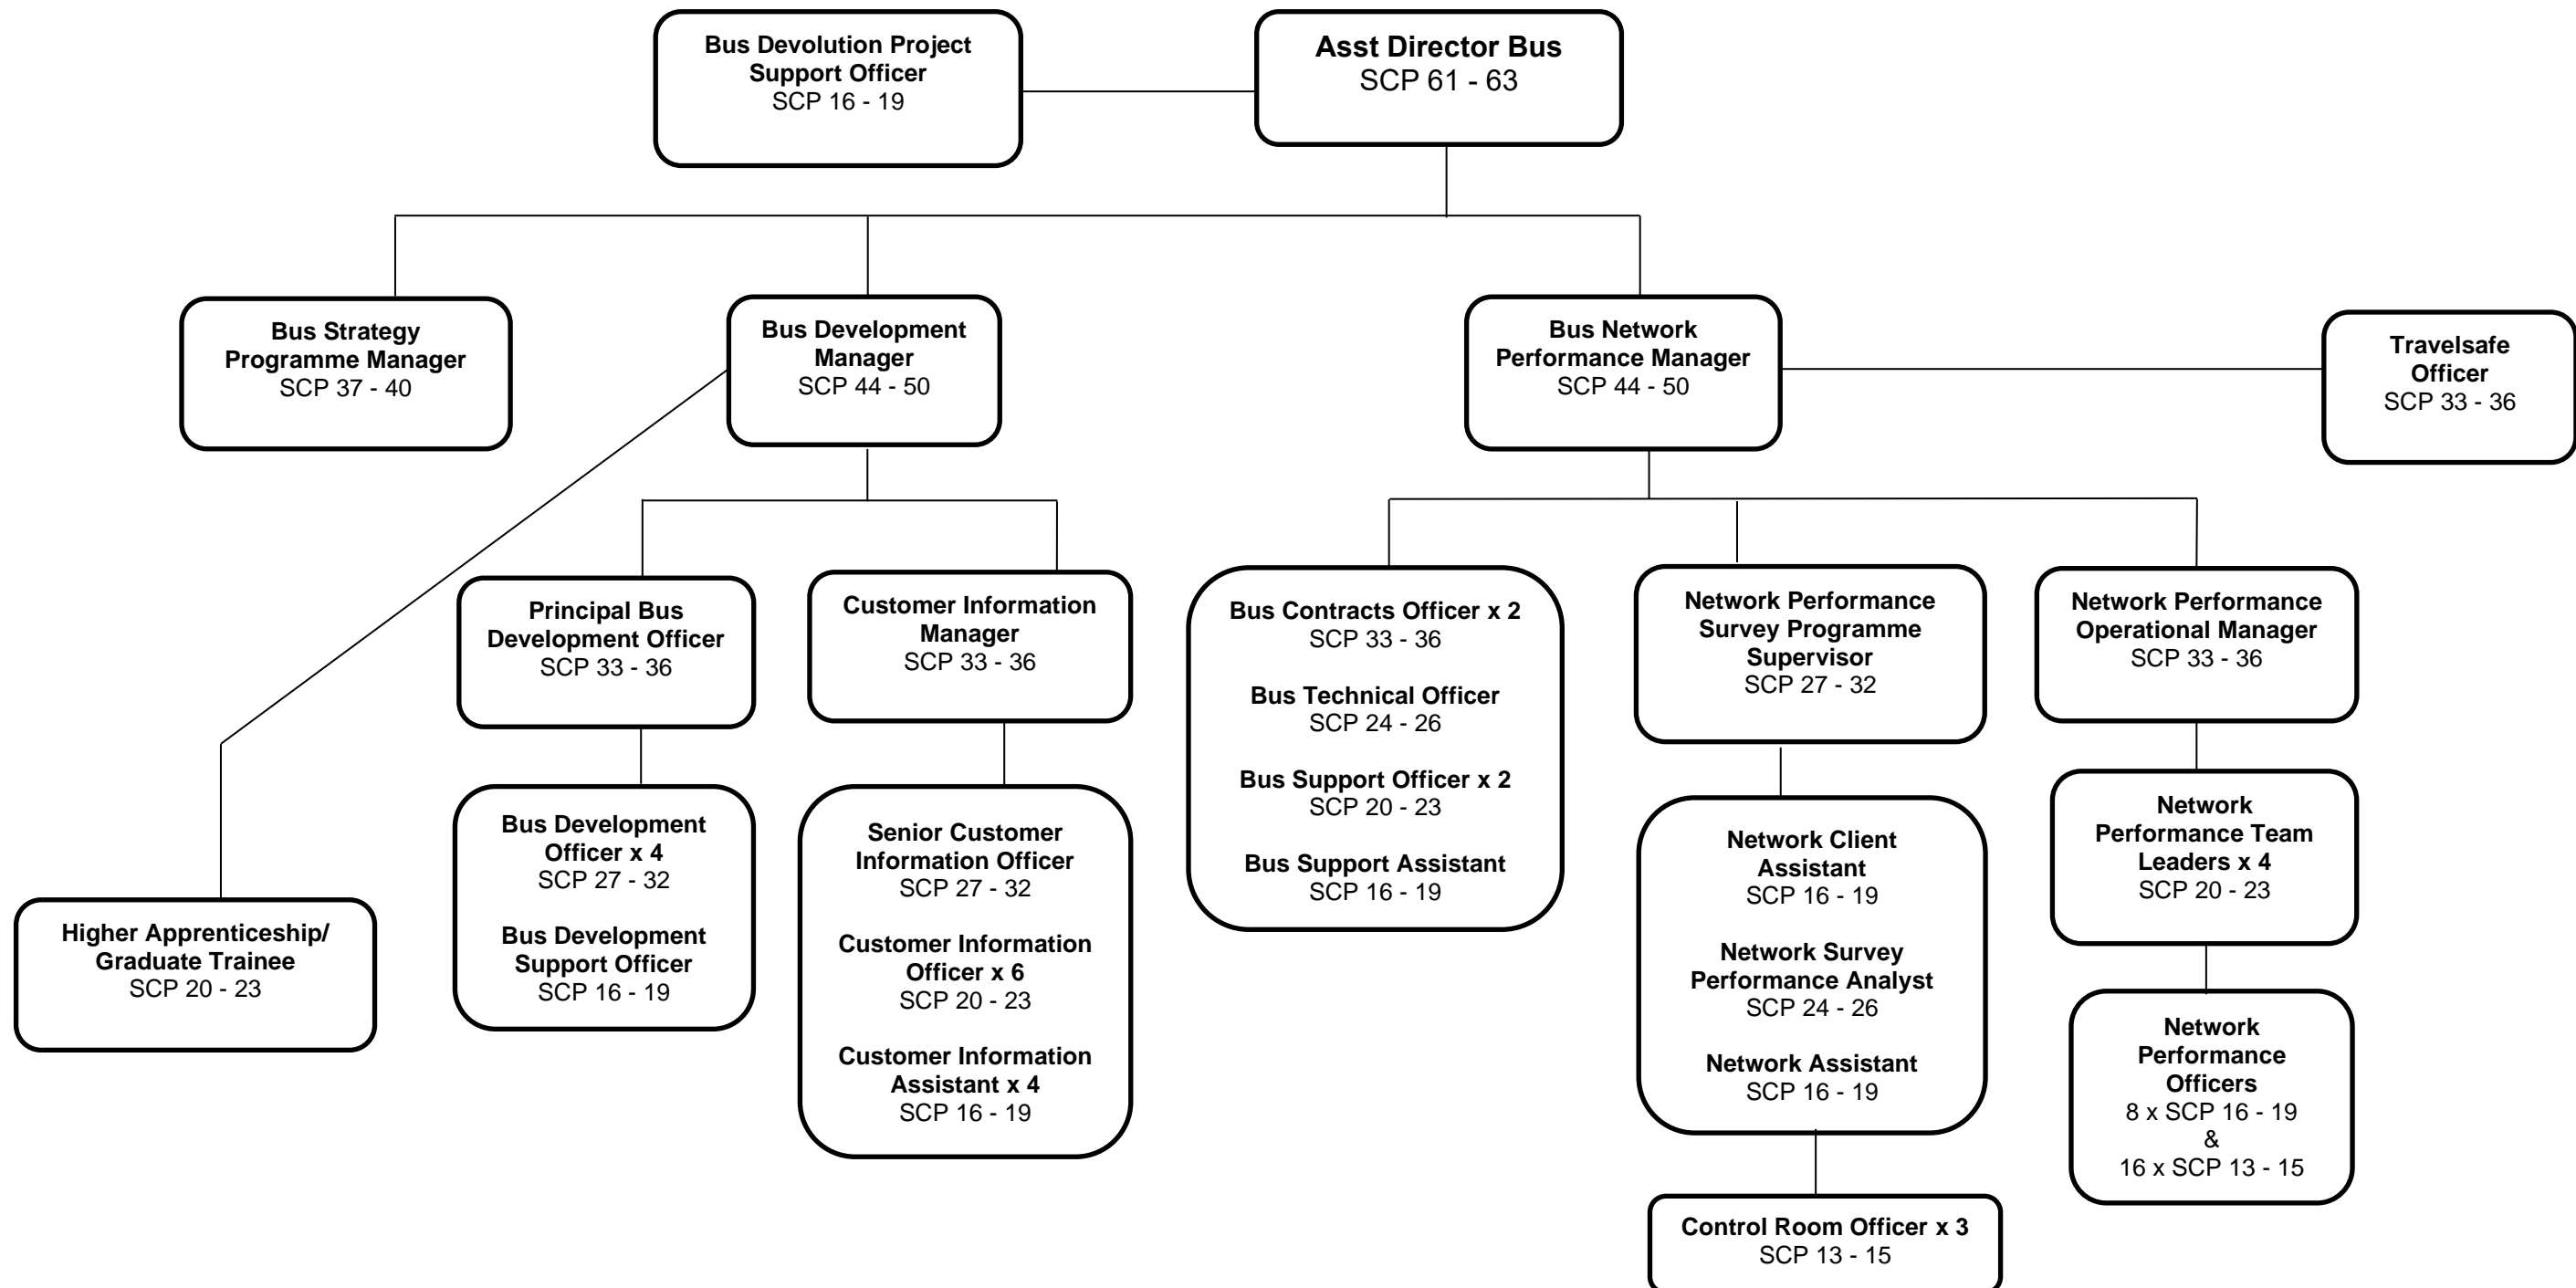 Bus Devolution Project
Support Officer
SCP 16 - 19
Asst Director Bus
SCP 61 - 63
Bus Strategy
Programme Manager
SCP 37 - 40
Bus Development
Manager
SCP 44 - 50
Bus Network
Performance Manager
SCP 44 - 50
Travelsafe
Officer
SCP 33 - 36
Principal Bus
Development Officer
SCP 33 - 36
Customer Information
Manager
SCP 33 - 36
Bus Contracts Officer x 2
SCP 33 - 36
Bus Technical Officer
SCP 24 - 26
Bus Support Officer x 2
SCP 20 - 23
Bus Support Assistant
SCP 16 - 19
Network Performance
Survey Programme
Supervisor
SCP 27 - 32
Network Performance
Operational Manager
SCP 33 - 36
Higher Apprenticeship/
Graduate Trainee
SCP 20 - 23
Bus Development
Officer x 4
SCP 27 - 32
Bus Development
Support Officer
SCP 16 - 19
Senior Customer
Information Officer
SCP 27 - 32
Customer Information
Officer x 6
SCP 20 - 23
Customer Information
Assistant x 4
SCP 16 - 19
Network Client
Assistant
SCP 16 - 19
Network Survey
Performance Analyst
SCP 24 - 26
Network Assistant
SCP 16 - 19
Network
Performance Team
Leaders x 4
SCP 20 - 23
Network
Performance
Officers
8 x SCP 16 - 19
&
16 x SCP 13 - 15
Control Room Officer x 3
SCP 13 - 15